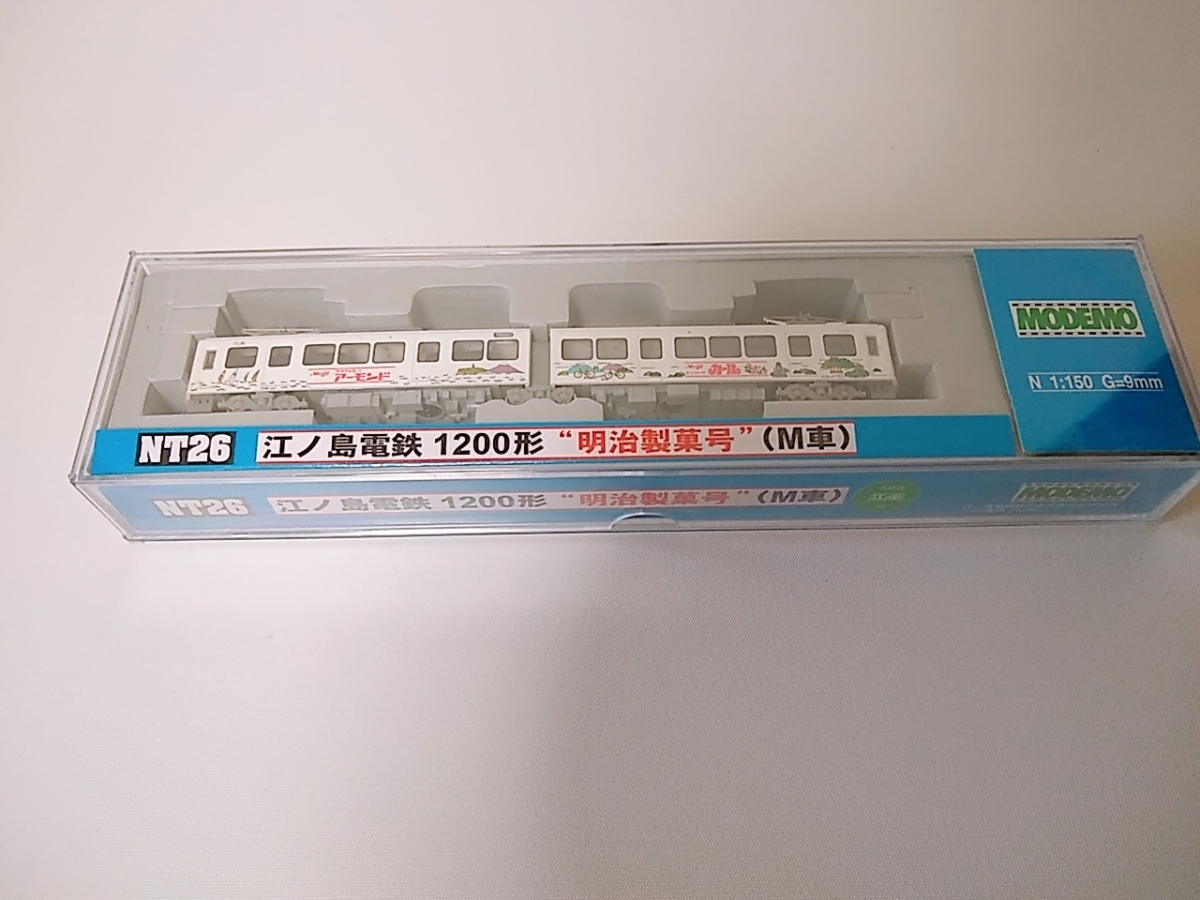 MODEMO
N 1:150 G=9mm
アーモンド
カール
NT26 江ノ島電鉄 1200形 “明治製菓号” (M車)
NT26 江ノ島電鉄 1200形 “明治製菓号” (M車)
MODEMO